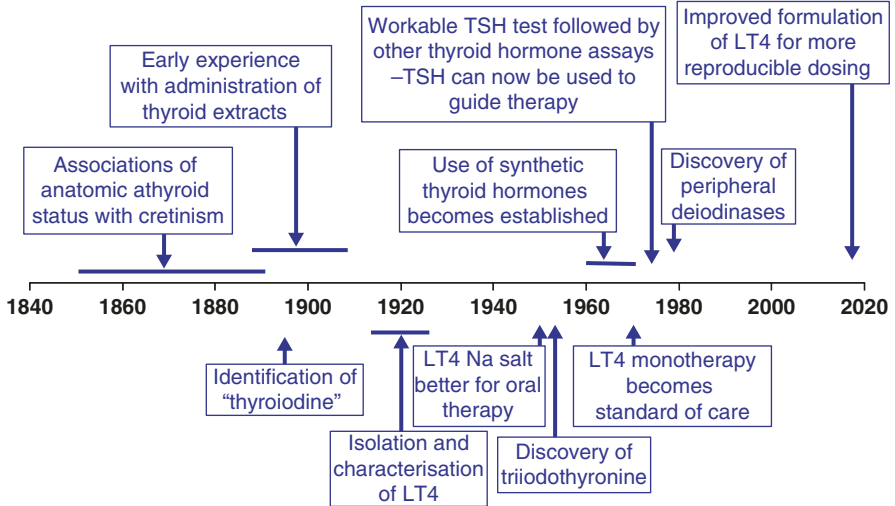 Early experience
with administration of
thyroid extracts
Workable TSH test followed by
other thyroid hormone assays
–TSH can now be used to
guide therapy
Improved formulation
of LT4 for more
reproducible dosing
Associations of
anatomic athyroid
status with cretinism
Use of synthetic
thyroid hormones
becomes established
Discovery of
peripheral
deiodinases
1840 1860 1880 1900 1920 1940 1960 1980 2000 2020
Identification of
“thyroiodine”
LT4 Na salt
better for oral
therapy
LT4 monotherapy
becomes
standard of care
Isolation and
characterisation
of LT4
Discovery of
triiodothyronine